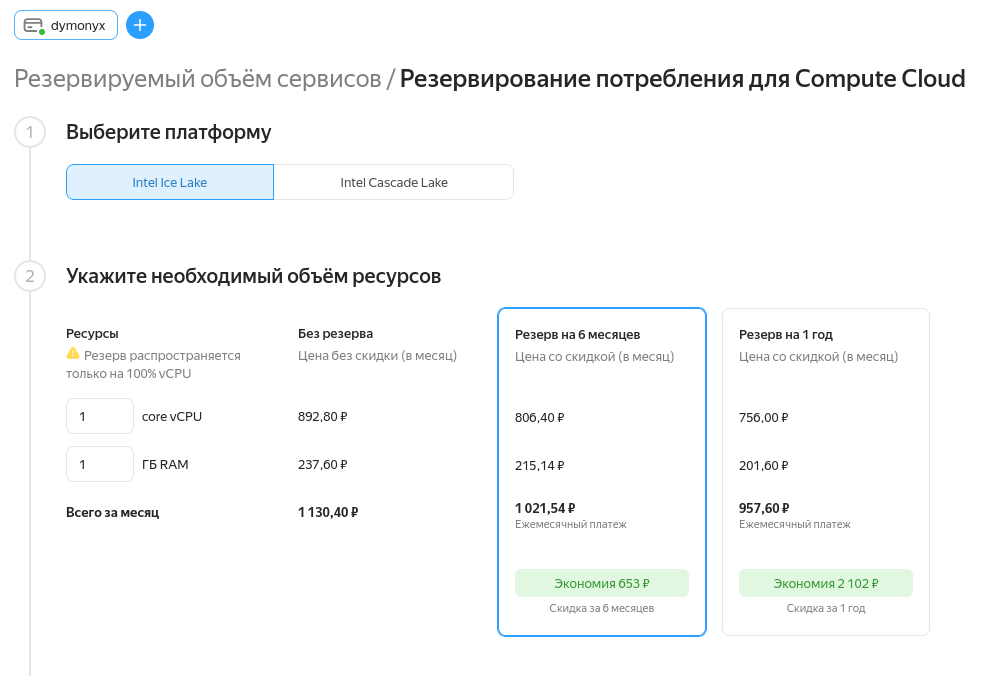 dymonyx
Резервируемый объём сервисов / Резервирование потребления для Compute Cloud
1
Выберите платформу
Intel Ice Lake
Intel Cascade Lake
2
Укажите необходимый объём ресурсов
Ресурсы
Резерв распространяется
только на 100% vCPU
Без резерва
Цена без скидки (в месяц)
Резерв на 6 месяцев
Цена со скидкой (в месяц)
Резерв на 1 год
Цена со скидкой (в месяц)
1 core vCPU
892,80 ₽
806,40 ₽
756,00 ₽
1 ГБ RAM
237,60 ₽
215,14 ₽
201,60 ₽
Всего за месяц
1 130,40 ₽
1 021,54 ₽
Ежемесячный платеж
957,60 ₽
Ежемесячный платеж
Экономия 653 ₽
Скидка за 6 месяцев
Экономия 2 102 ₽
Скидка за 1 год